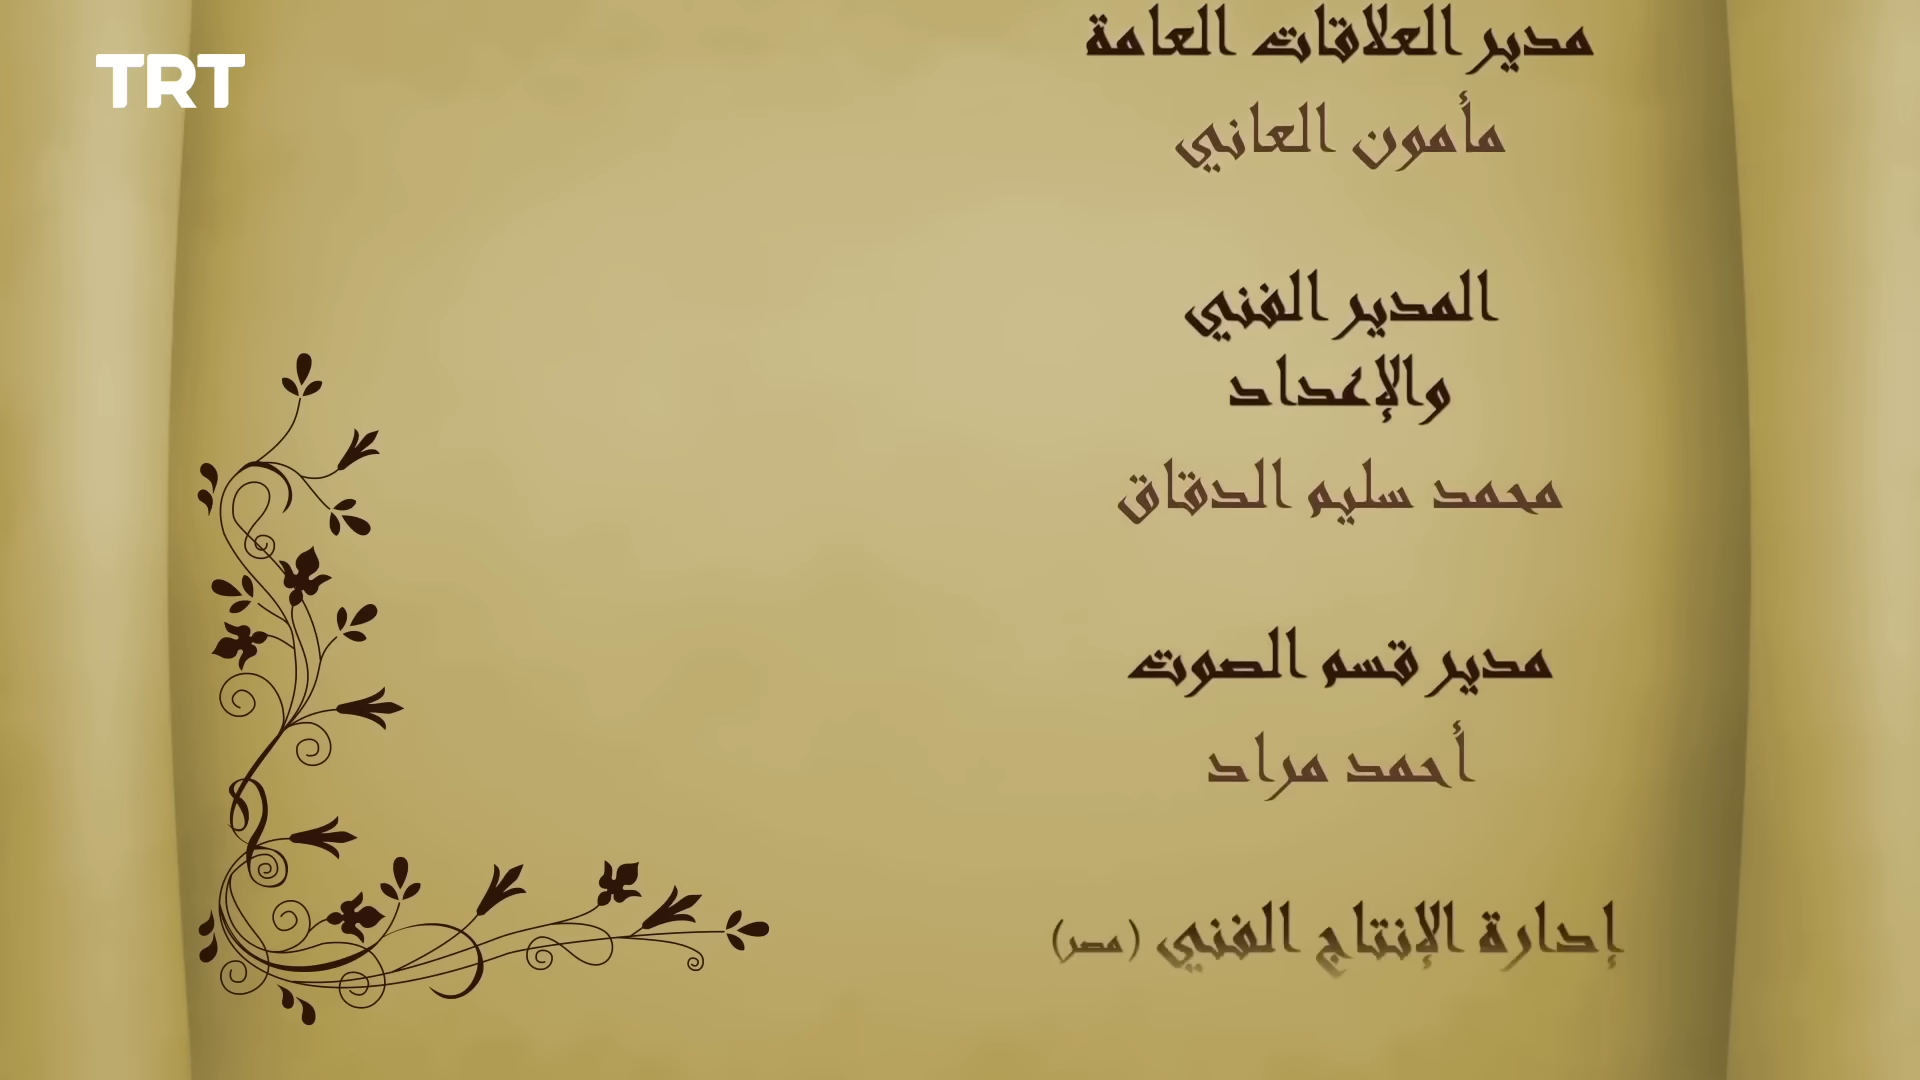 TRT
مدير العلاقات العامة
مأمون العاني
المدير الفني
والإعداد
محمد سليم الدقاق
مدير قسم الصوت
أحمد مراد
إدارة الإنتاج الفني (مصر)